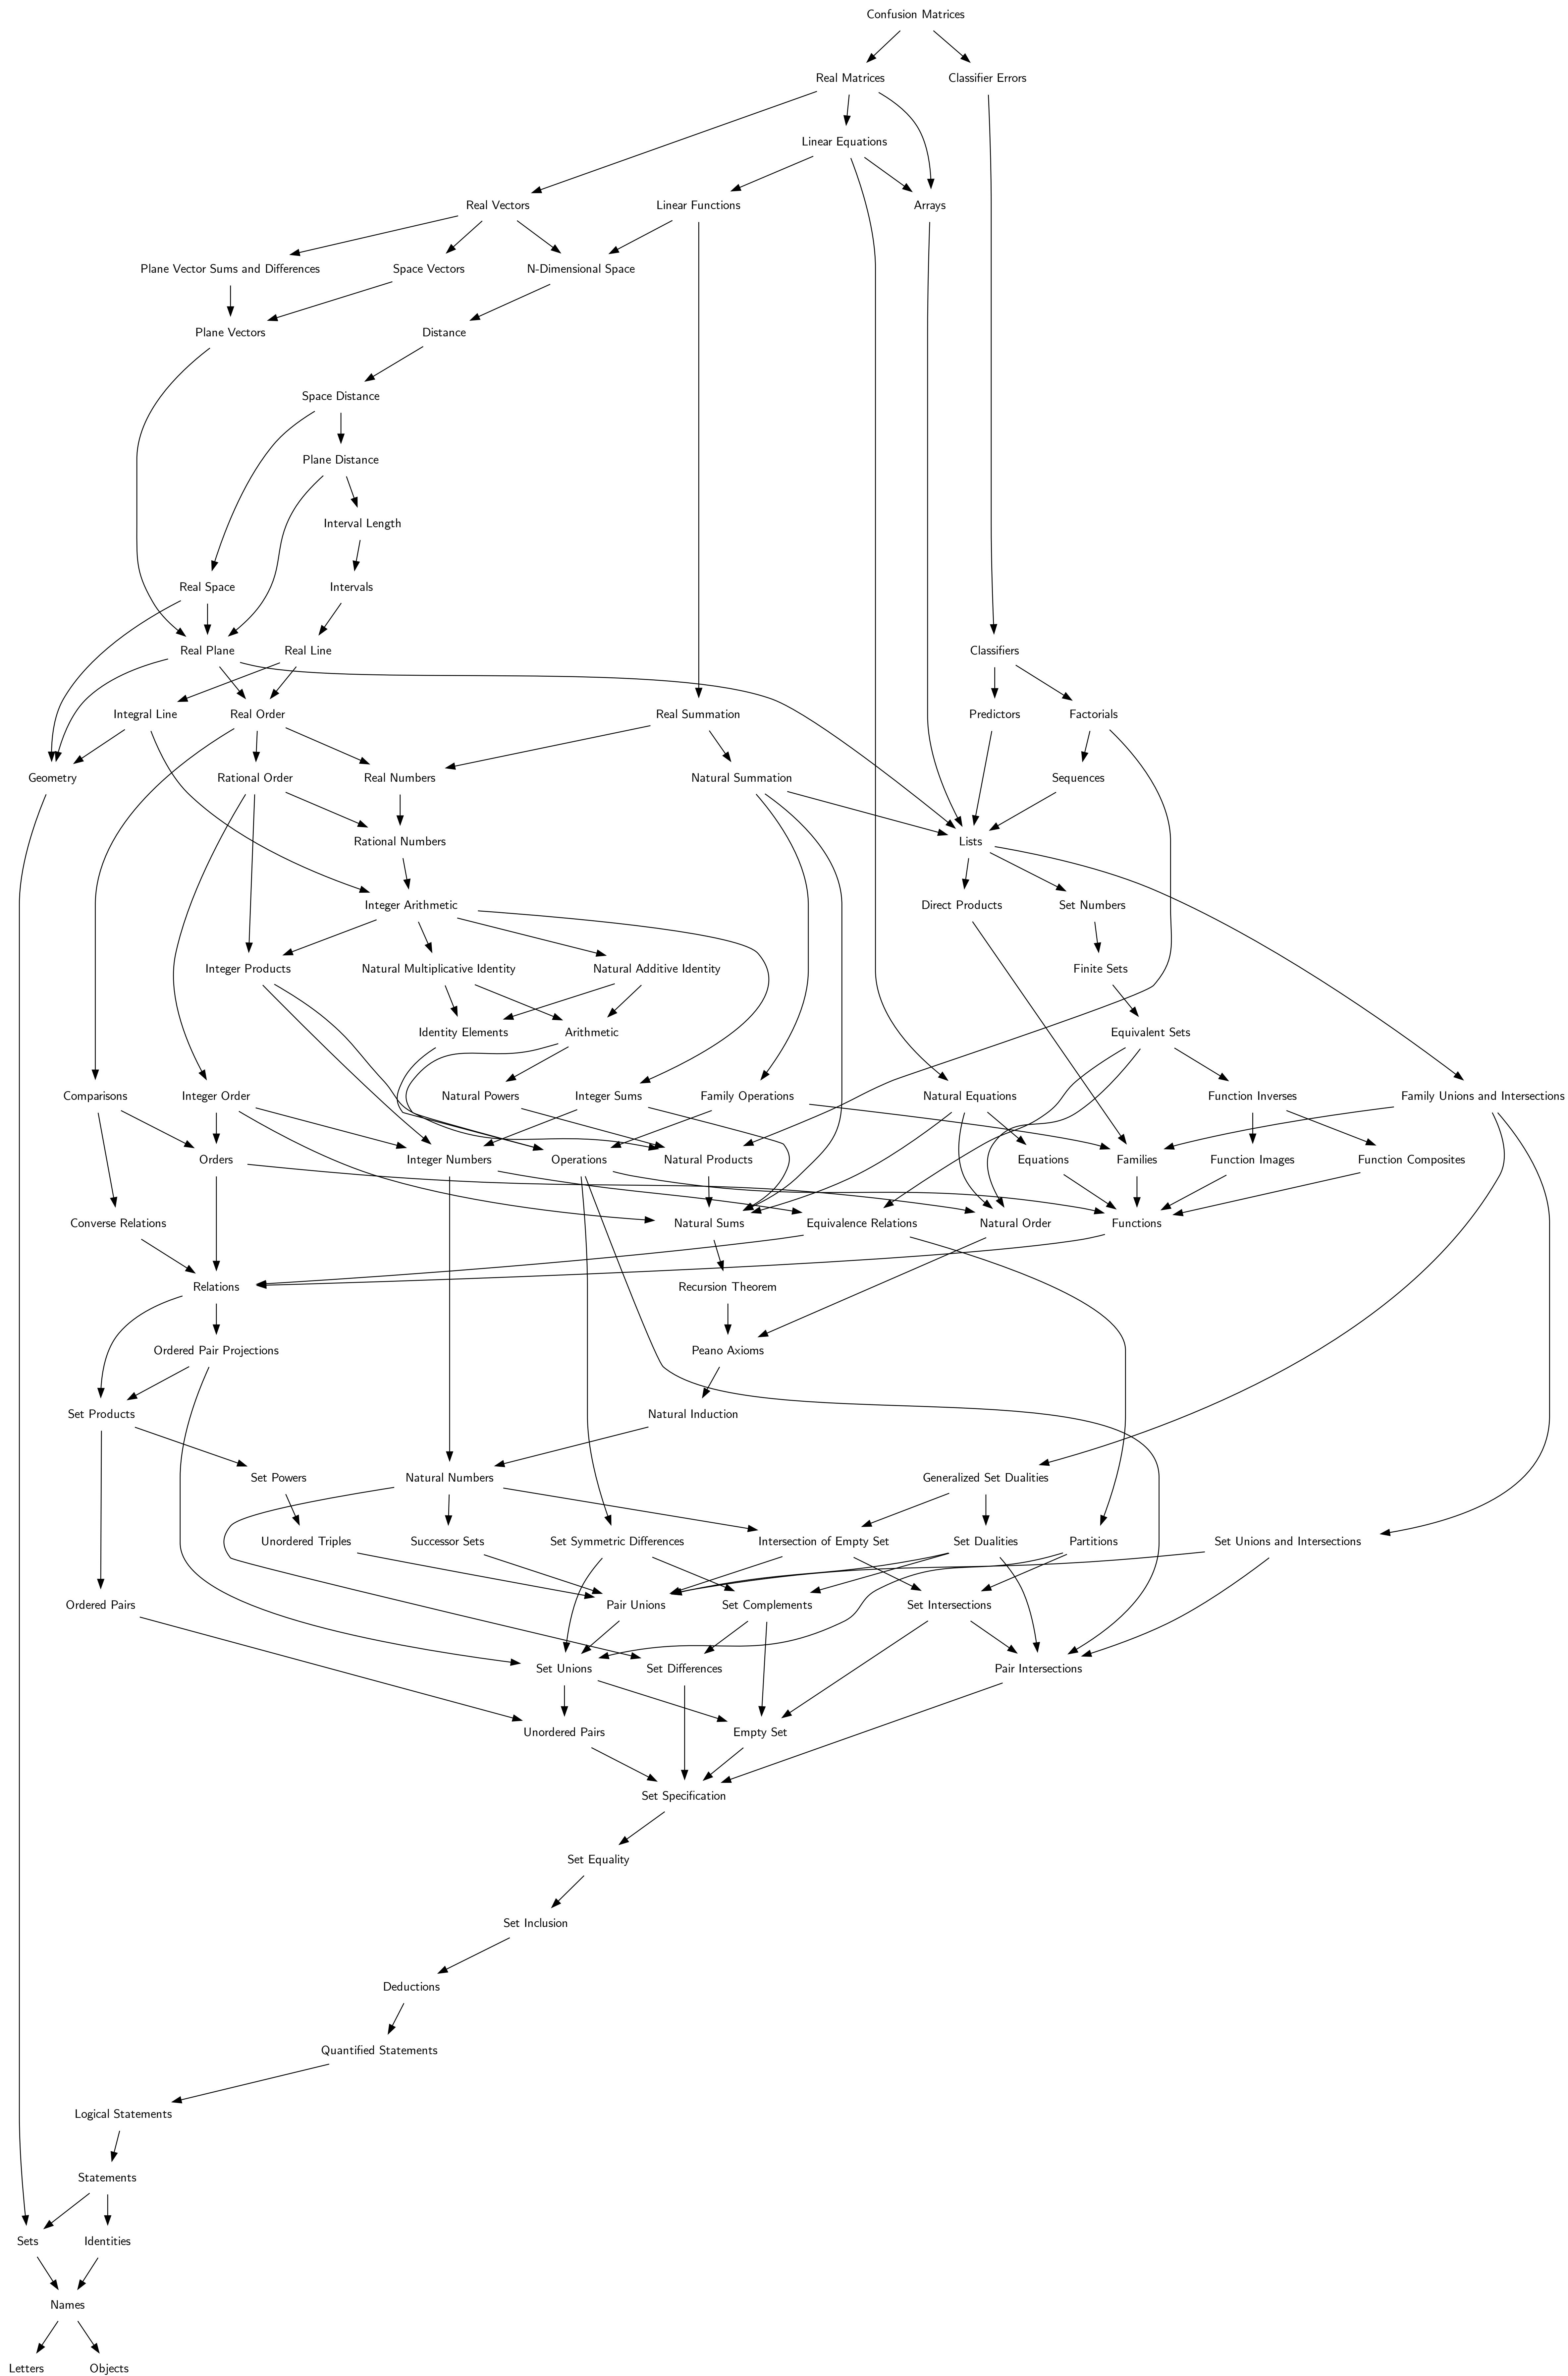 Confusion Matrices
Real Matrices
Classifier Errors
Linear Equations
Real Vectors
Linear Functions
Arrays
Plane Vector Sums and Differences
Space Vectors
N-Dimensional Space
Plane Vectors
Distance
Space Distance
Plane Distance
Interval Length
Real Space
Intervals
Real Plane
Real Line
Classifiers
Integral Line
Real Order
Real Summation
Predictors
Factorials
Geometry
Rational Order
Real Numbers
Natural Summation
Sequences
Rational Numbers
Lists
Integer Arithmetic
Direct Products
Set Numbers
Integer Products
Natural Multiplicative Identity
Natural Additive Identity
Finite Sets
Identity Elements
Arithmetic
Equivalent Sets
Comparisons
Integer Order
Natural Powers
Integer Sums
Family Operations
Natural Equations
Function Inverses
Family Unions and Intersections
Orders
Integer Numbers
Operations
Natural Products
Equations
Families
Function Images
Function Composites
Converse Relations
Natural Sums
Equivalence Relations
Natural Order
Functions
Relations
Recursion Theorem
Ordered Pair Projections
Peano Axioms
Set Products
Natural Induction
Set Powers
Natural Numbers
Generalized Set Dualities
Unordered Triples
Successor Sets
Set Symmetric Differences
Intersection of Empty Set
Set Dualities
Partitions
Set Unions and Intersections
Ordered Pairs
Pair Unions
Set Complements
Set Intersections
Set Unions
Set Differences
Pair Intersections
Unordered Pairs
Empty Set
Set Specification
Set Equality
Set Inclusion
Deductions
Quantified Statements
Logical Statements
Statements
Sets
Identities
Names
Letters
Objects